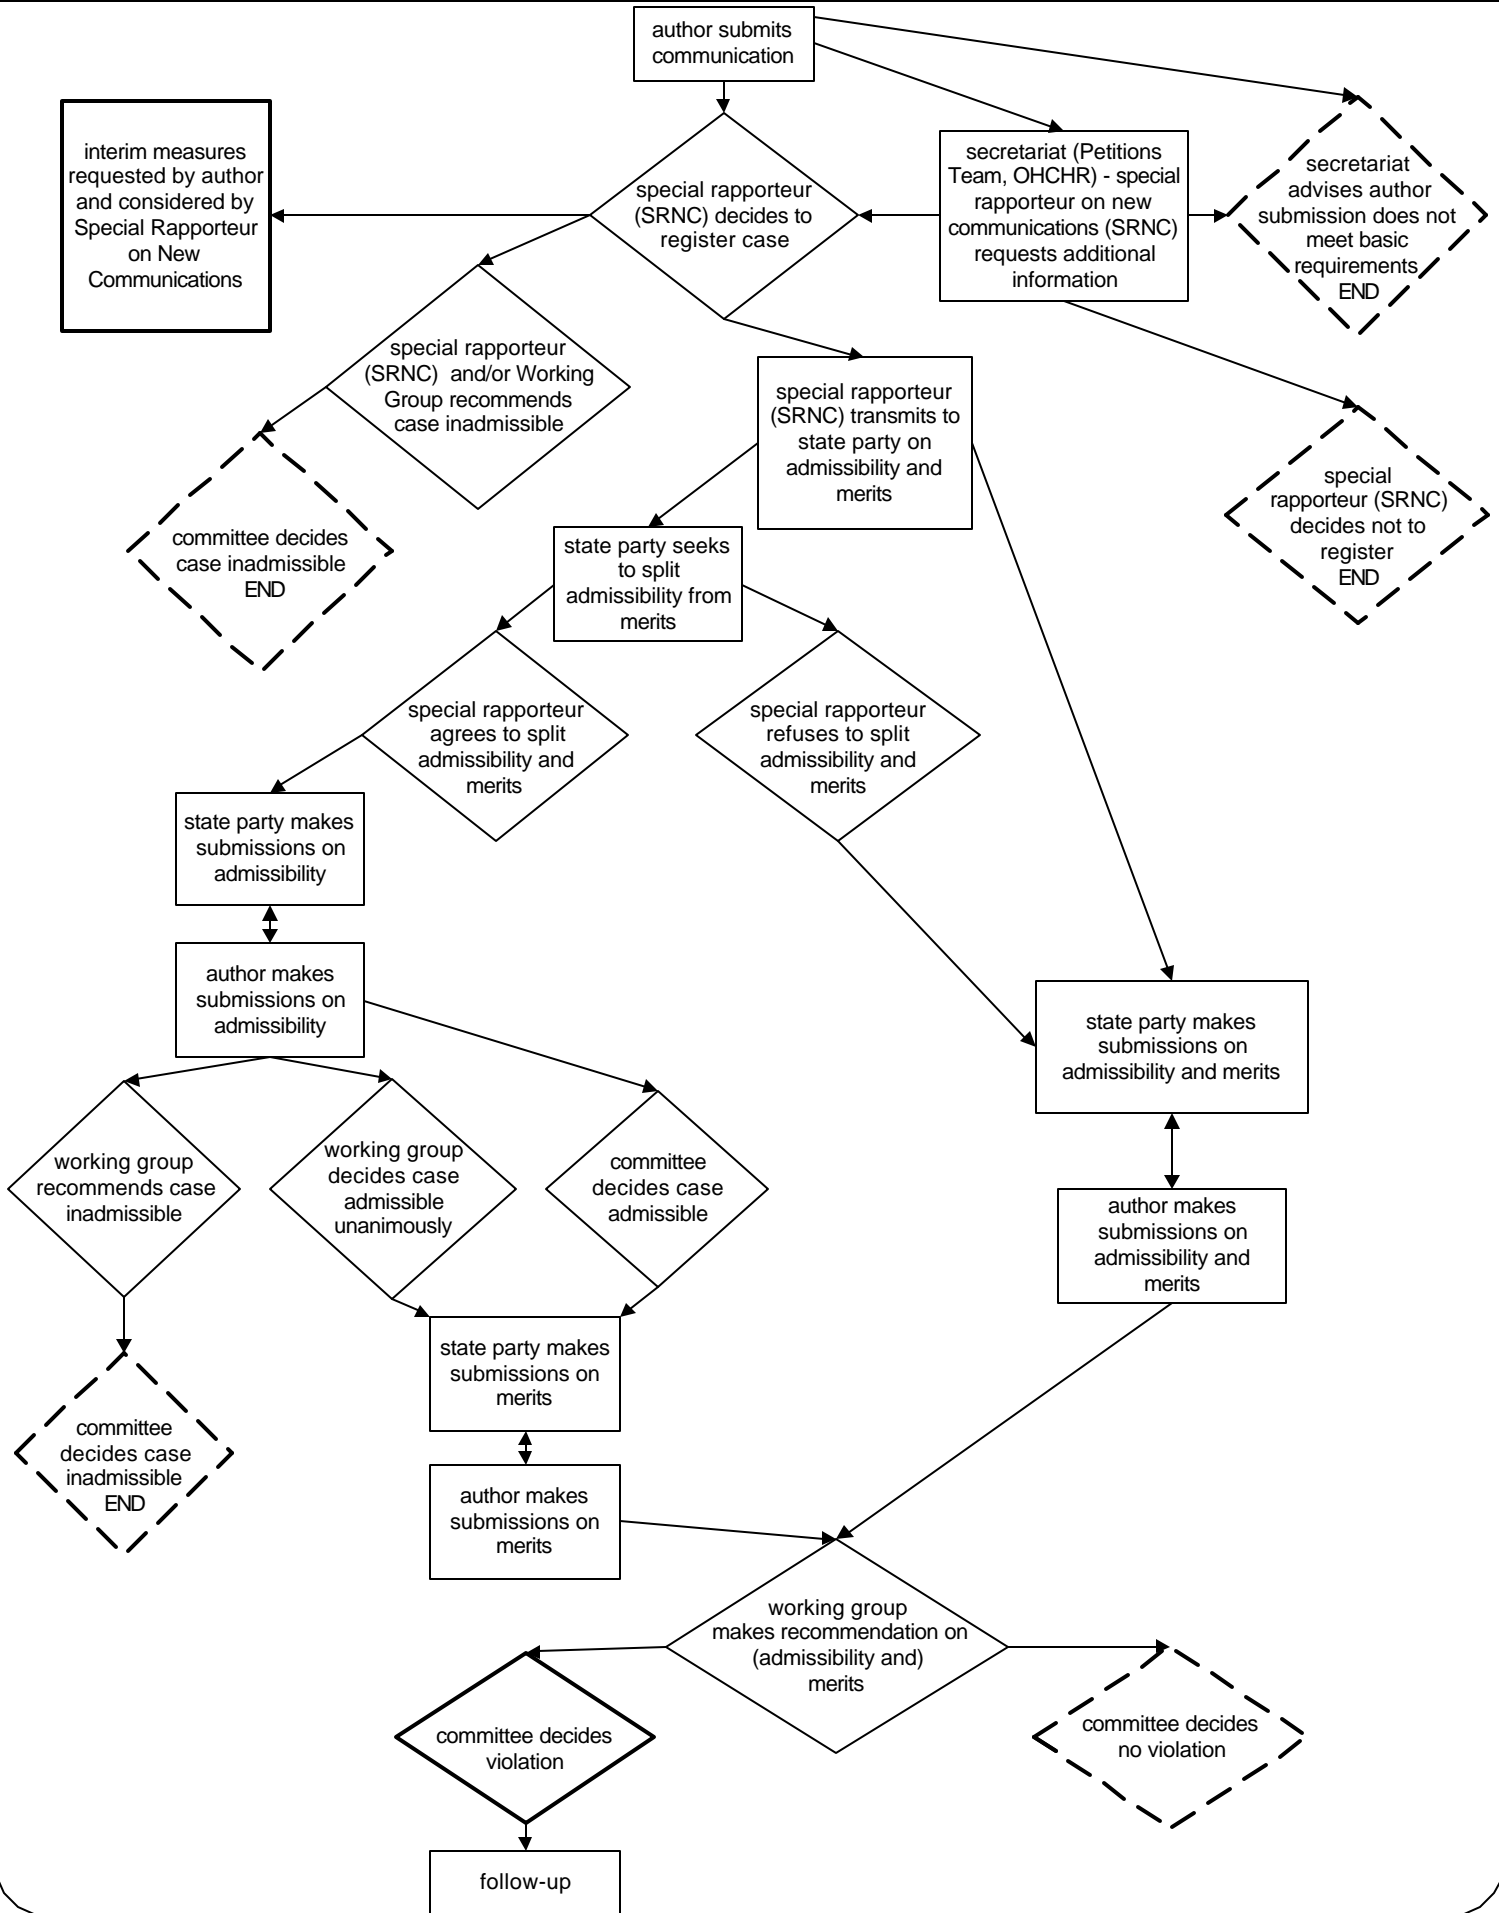 author submits
communication
interim measures
requested by author
and considered by
Special Rapporteur
on New
Communications
special rapporteur
(SRNC) decides to
register case
secretariat (Petitions
Team, OHCHR) - special
rapporteur on new
communications (SRNC)
requests additional
information
secretariat
advises author
submission does not
meet basic
requirements
END
special rapporteur
(SRNC)  and/or Working
Group recommends
case inadmissible
special rapporteur
(SRNC) transmits to
state party on
admissibility and
merits
special
rapporteur (SRNC)
decides not to
register
END
committee decides
case inadmissible
END
state party seeks
to split
admissibility from
merits
special rapporteur
agrees to split
admissibility and
merits
special rapporteur
refuses to split
admissibility and
merits
state party makes
submissions on
admissibility
author makes
submissions on
admissibility
state party makes
submissions on
admissibility and merits
working group
recommends case
inadmissible
working group
decides case
admissible
unanimously
committee
decides case
admissible
author makes
submissions on
admissibility and
merits
state party makes
submissions on
merits
committee
decides case
inadmissible
END
author makes
submissions on
merits
working group
makes recommendation on
(admissibility and)
merits
committee decides
violation
committee decides
no violation
follow-up